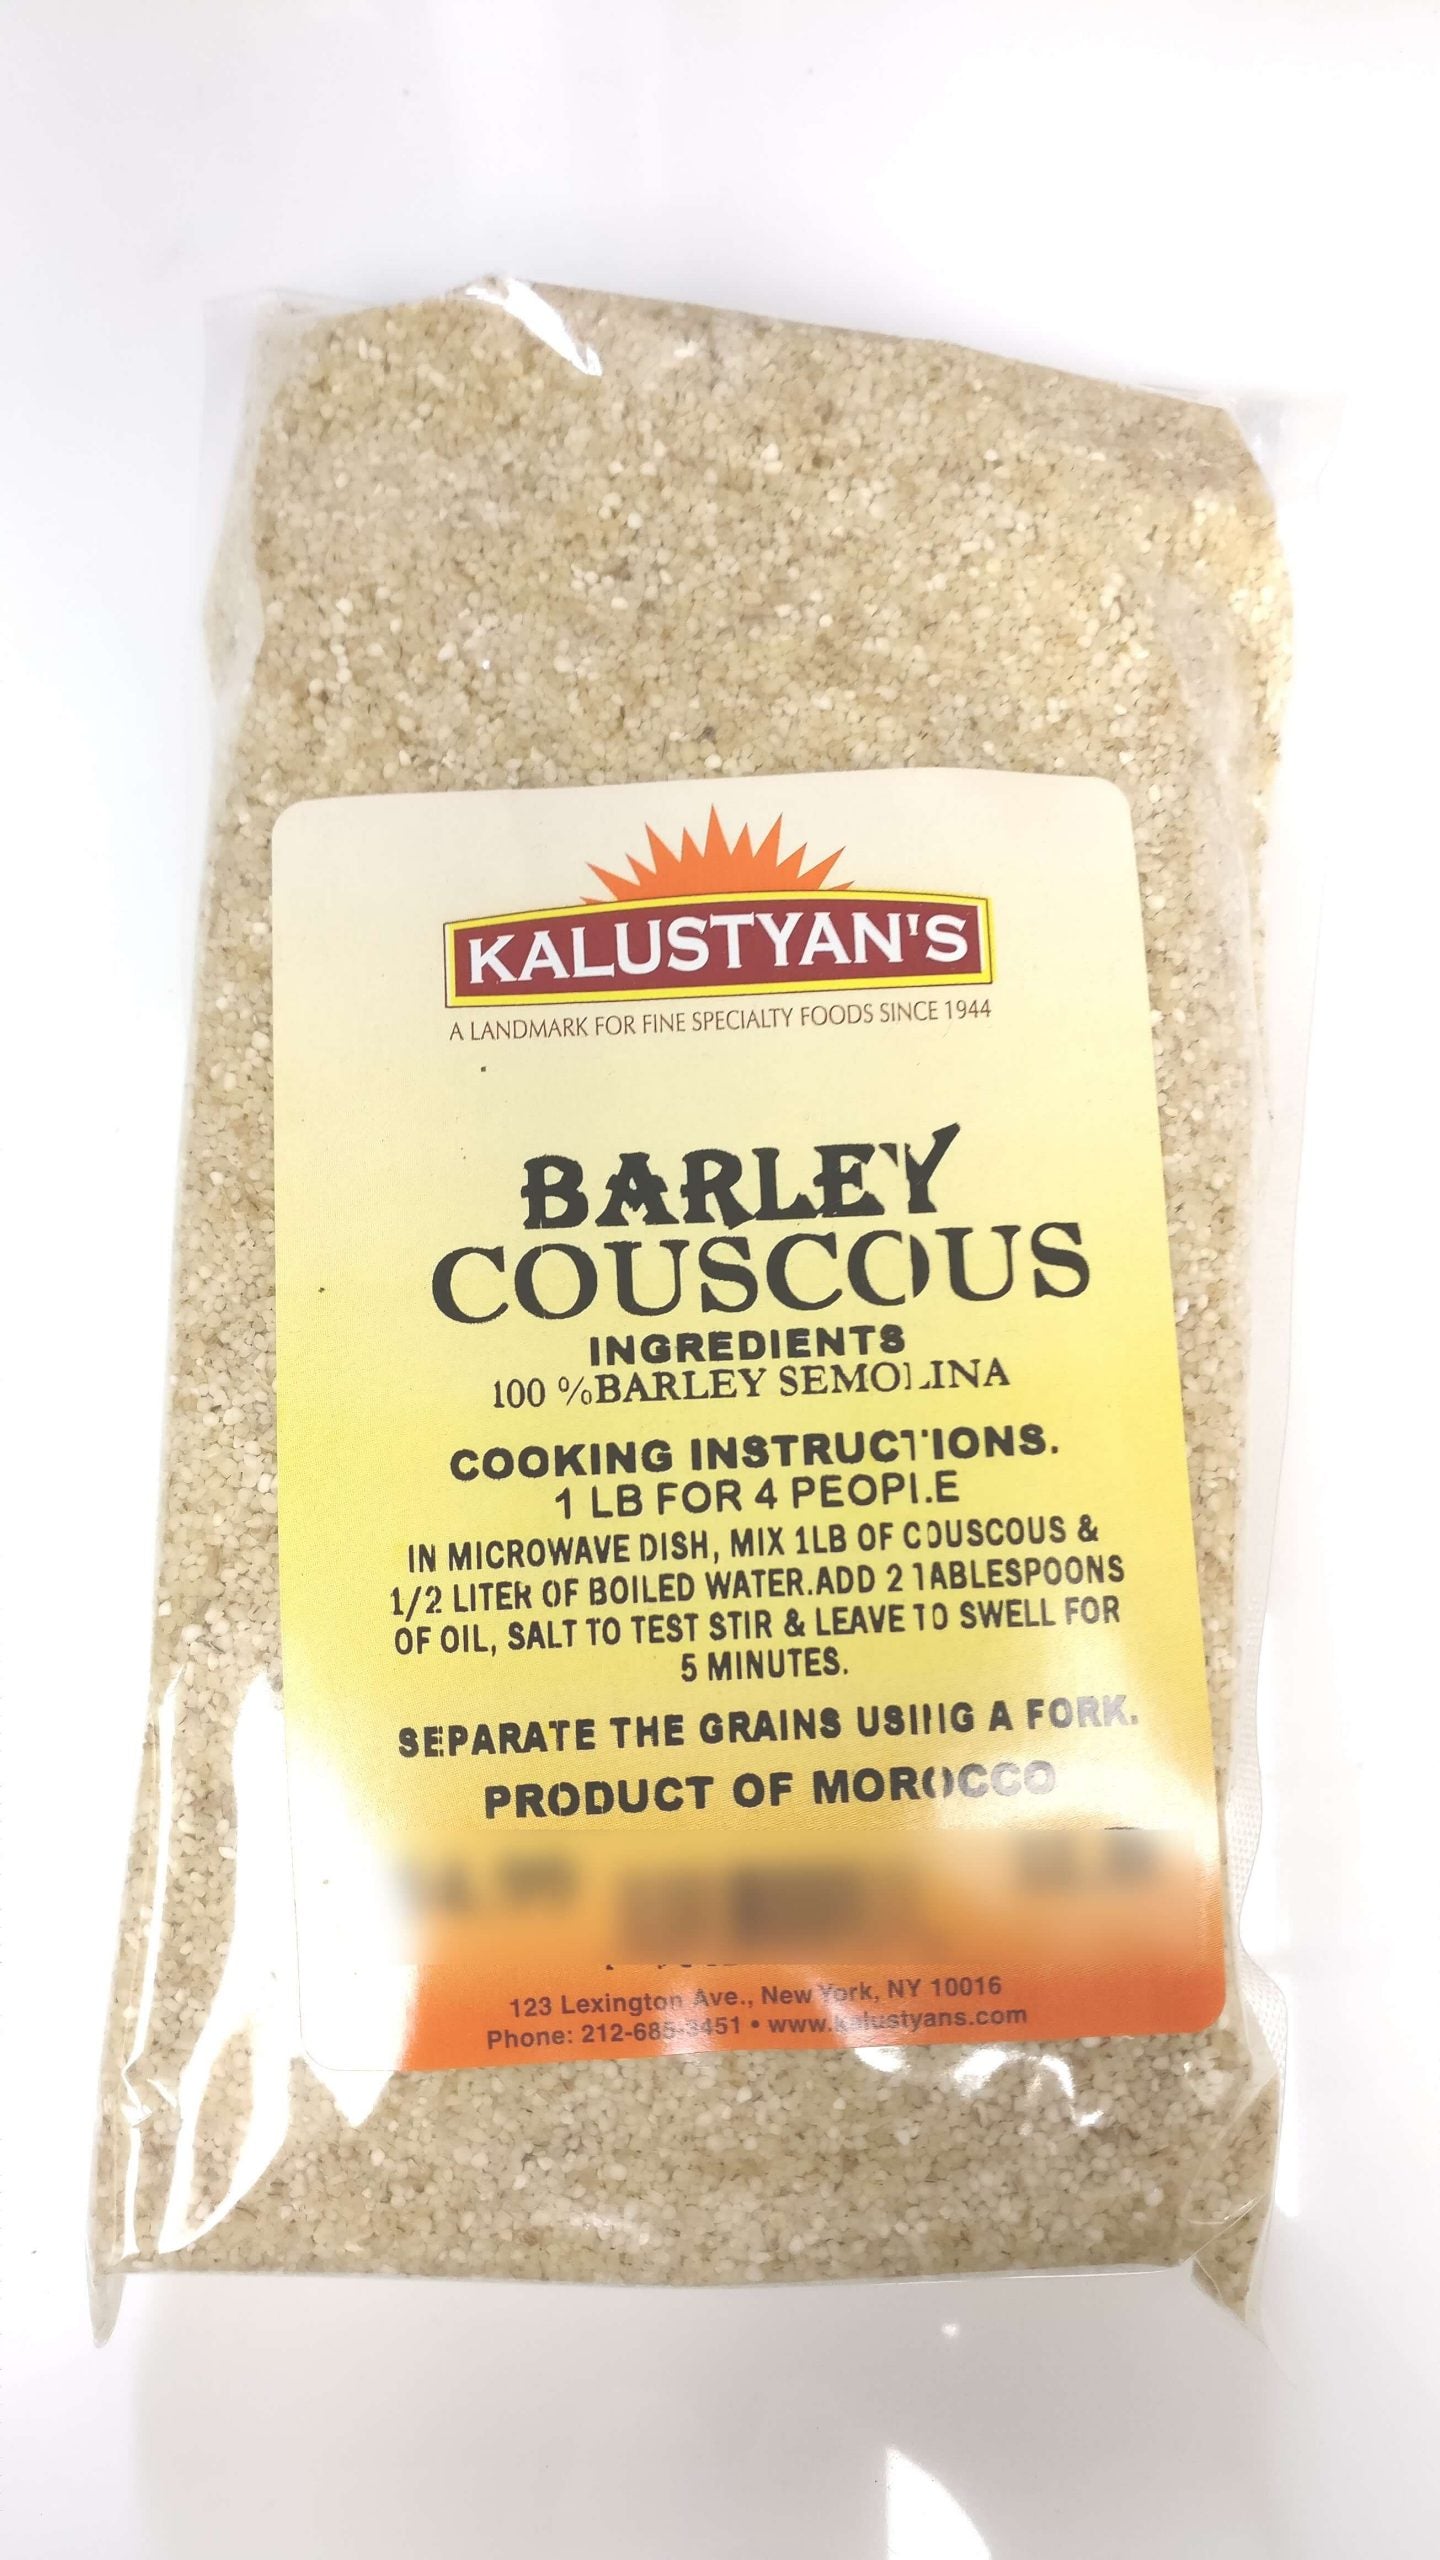 KALUSTYAN'S
A LANDMARK FOR FINE SPECIALTY FOODS SINCE 1944
BARLEY
COUSCOUS
INGREDIENTS
100 %BARLEY SEMOLINA
COOKING INSTRUCTIONS.
1 LB FOR 4 PEOPLE
IN MICROWAVE DISH, MIX 1LB OF COUSCOUS &
1/2 LITER OF BOILED WATER.ADD 2 TABLESPOONS
OF OIL, SALT TO TEST STIR & LEAVE TO SWELL FOR
5 MINUTES.
SEPARATE THE GRAINS USING A FORK.
PRODUCT OF MOROCCO
123 Lexington Ave., New York, NY 10016
Phone: 212-685-3451 • www.kalustyans.com